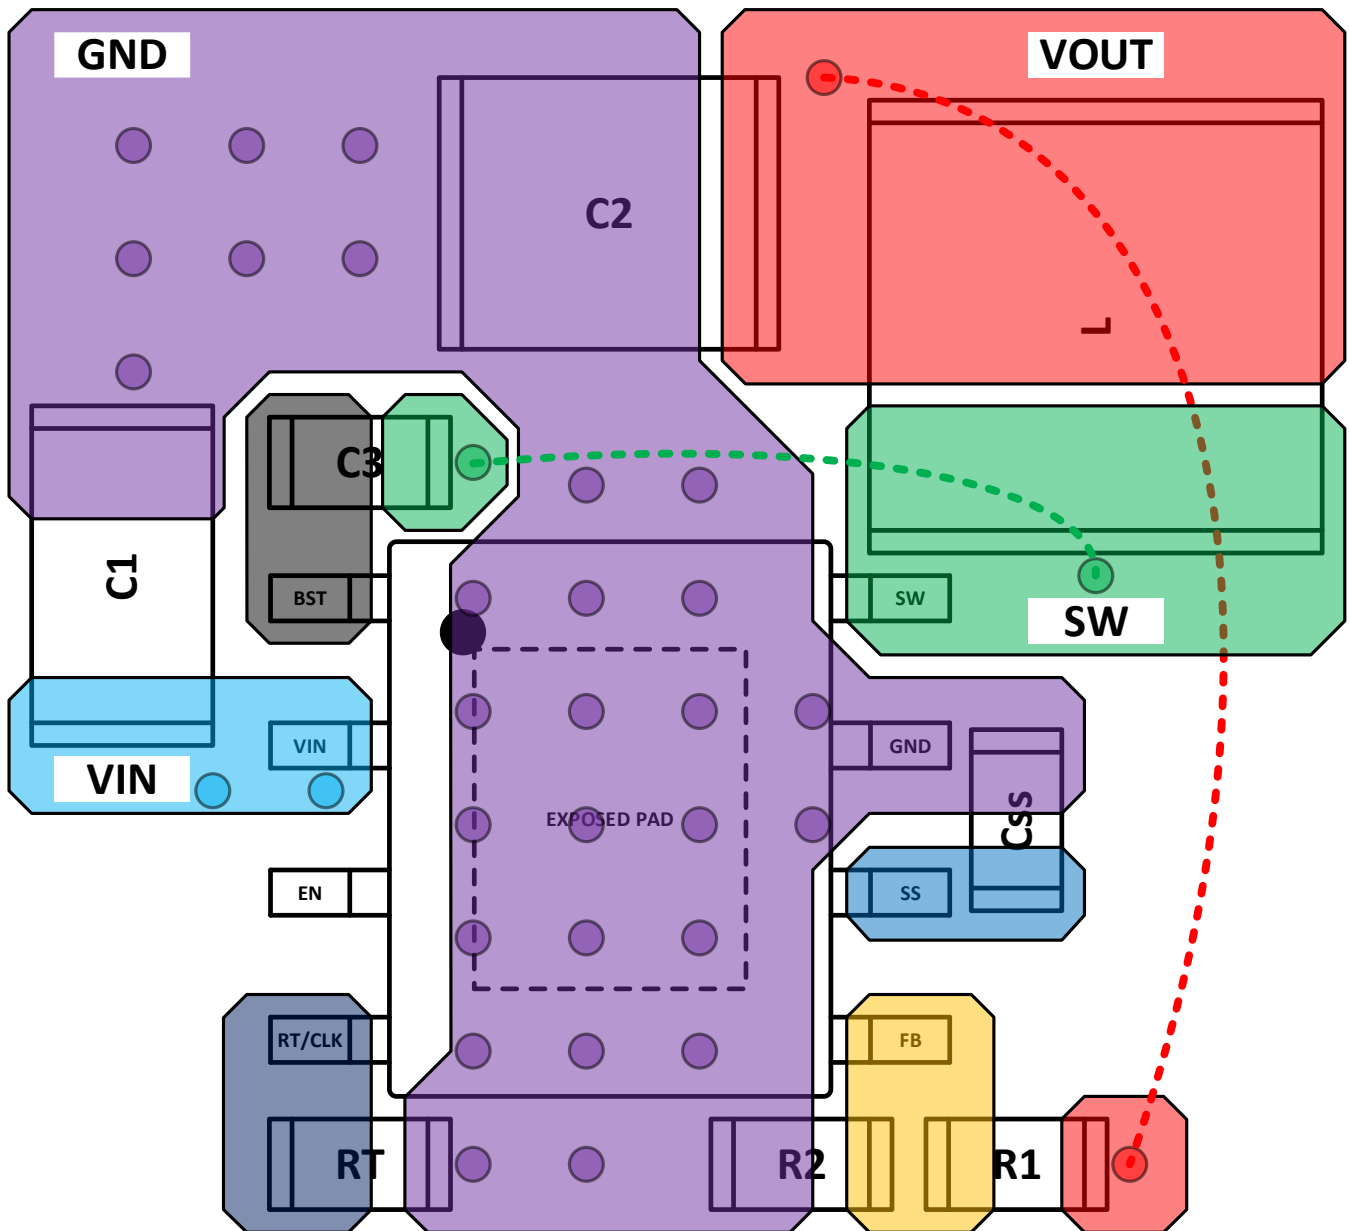 GND
VOUT
C2
L
C3
C1
BST
SW
SW
VIN
GND
VIN
EXPOSED PAD
Css
EN
SS
RT/CLK
FB
RT
R2
R1